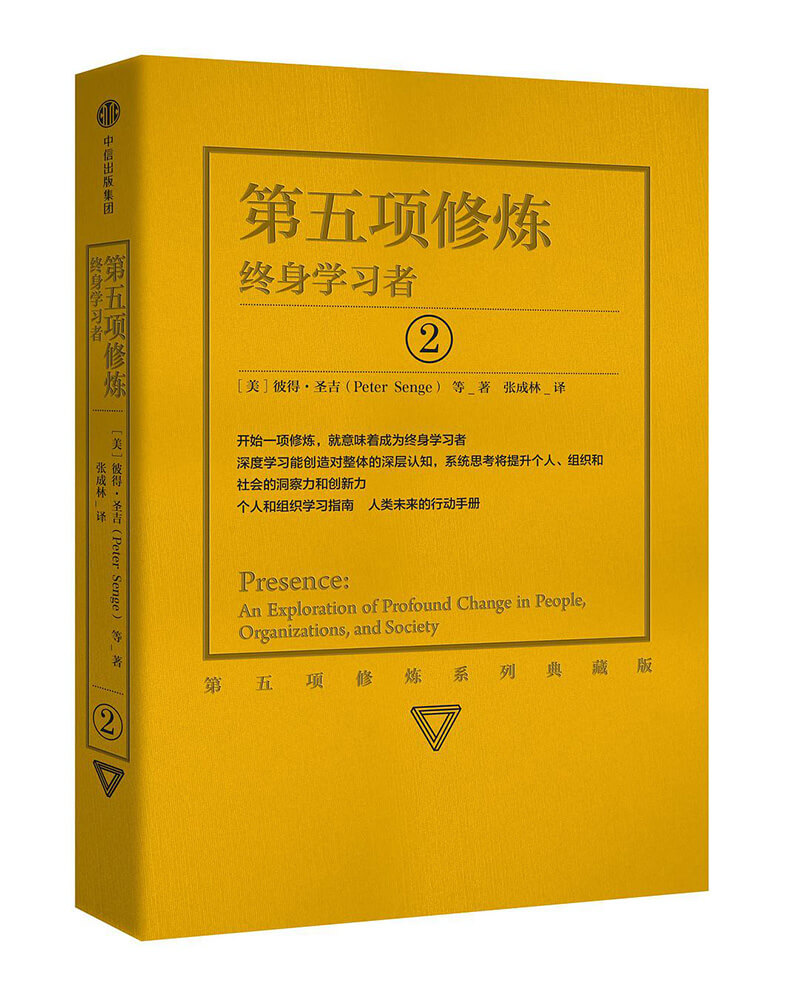 中信出版集团
第五项修炼
终身学习者
[美] 彼得·圣吉 (Peter Senge) 等_著
张成林_译
2
第五项修炼
终身学习者
2
[美] 彼得·圣吉 (Peter Senge) 等_著 张成林_译
开始一项修炼，就意味着成为终身学习者
深度学习能创造对整体的深层认知，系统思考将提升个人、组织和
社会的洞察力和创新力
个人和组织学习指南 人类未来的行动手册
Presence:
An Exploration of Profound Change in People,
Organizations, and Society
第五项修炼系列典藏版